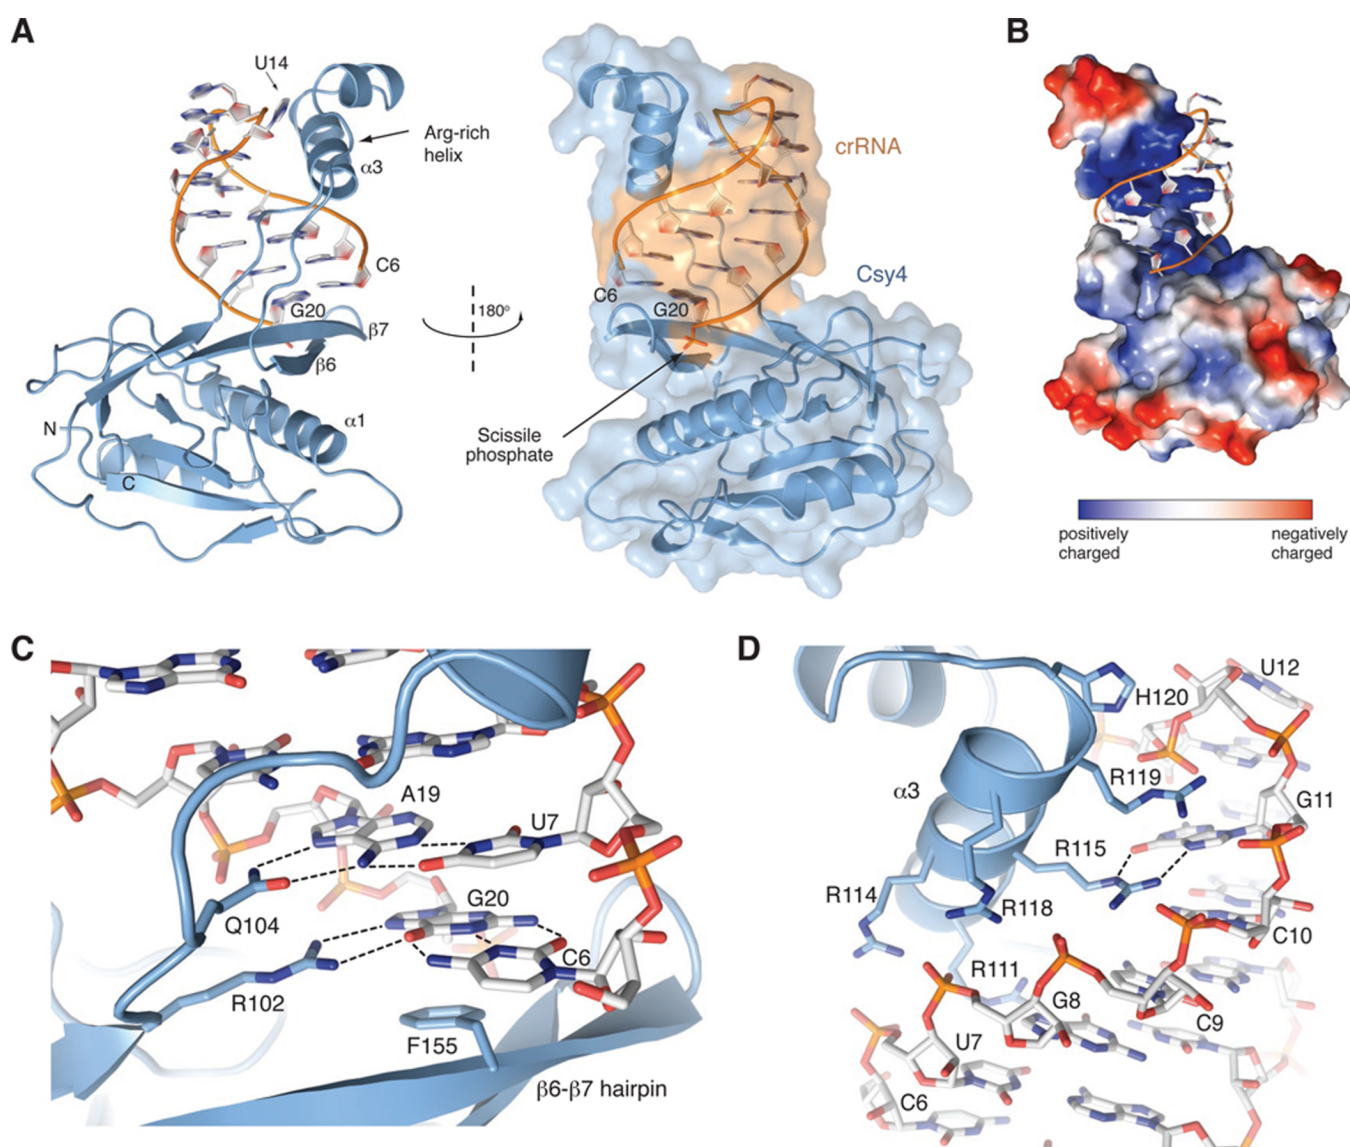 A
U14
Arg-rich
helix
α3
C6
G20
β7
β6
α1
N
C
180º
crRNA
Csy4
C6
G20
Scissile
phosphate
B
positively
charged
negatively
charged
C
A19
U7
Q104
G20
C6
R102
F155
β6-β7 hairpin
D
U12
H120
R119
α3
G11
R115
R114
R118
C10
R111
G8
C9
U7
C6